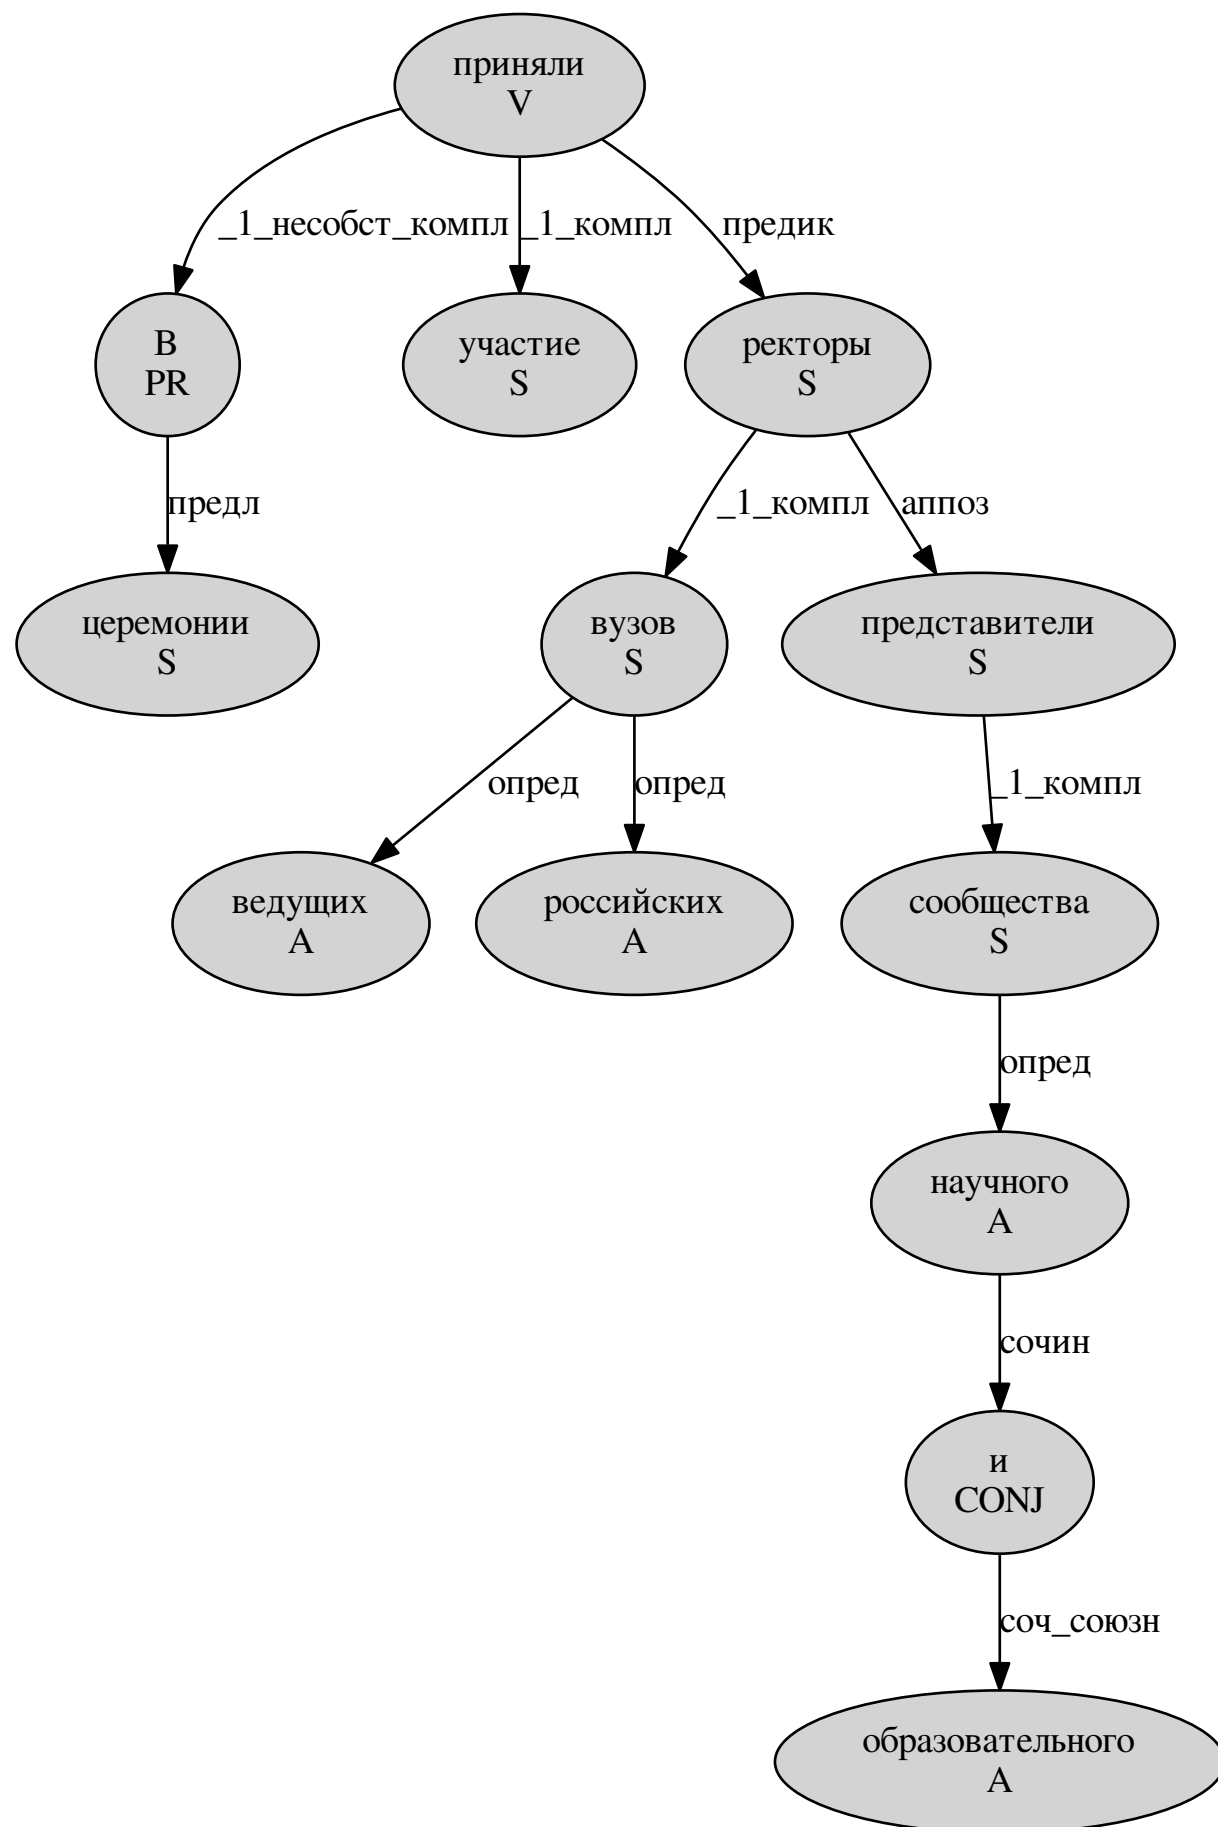 приняли
V
_1_несобст_компл
_1_компл
предик
В
PR
участие
S
ректоры
S
предл
_1_компл
аппоз
церемонии
S
вузов
S
представители
S
опред
опред
_1_компл
ведущих
A
российских
A
сообщества
S
опред
научного
A
сочин
и
CONJ
соч_союзн
образовательного
A